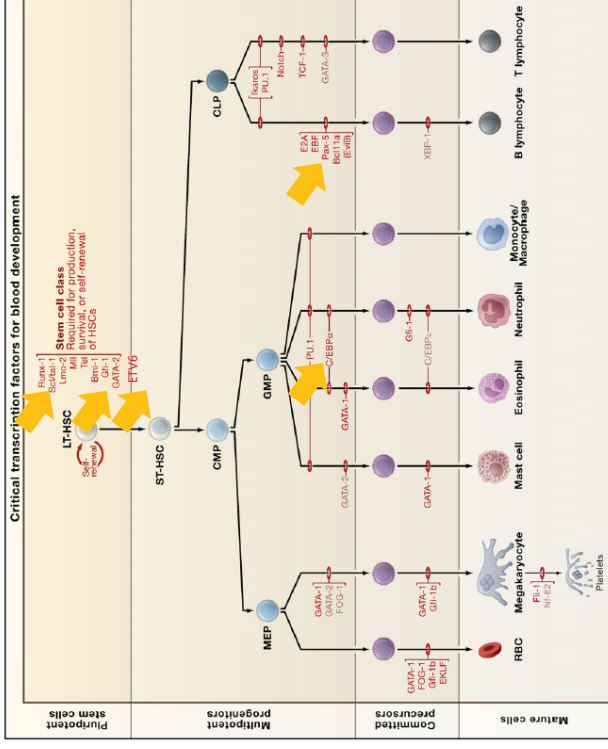 Critical transcription factors for blood development
Pluripotent
stem cells
Multipotent
progenitors
Committed
precursors
Mature cells
LT-HSC
Self-
renewal
Runx-1
Scl/tal-1
Lmo-2
Mll
Tel
Bmi-1
Gfi-1
GATA-2
ETV6
Stem cell class
Required for production,
survival, or self-renewal
of HSCs
ST-HSC
CMP
CLP
MEP
GMP
Ikaros
PU.1
Notch
TCF-1
GATA-3
E2A
EBF
Pax-5
Bcl11a
(Evi9)
XBP-1
PU.1
C/EBPα
GATA-1
GATA-2
Gfi-1
C/EBPε
GATA-1
GATA-1
GATA-2
FOG-1
GATA-1
Gfi-1b
GATA-1
FOG-1
Gfi-1b
EKLF
Fli-1
Nf-E2
RBC
Megakaryocyte
Platelets
Mast cell
Eosinophil
Neutrophil
Monocyte/
Macrophage
B lymphocyte
T lymphocyte